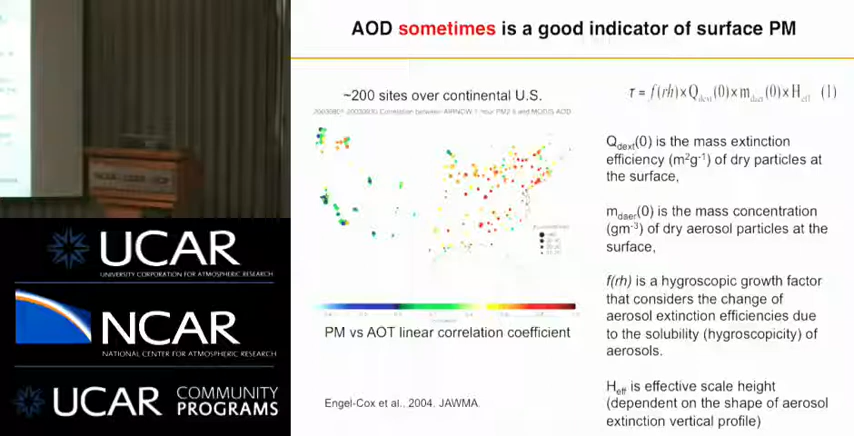 AOD sometimes is a good indicator of surface PM
~200 sites over continental U.S.
PM vs AOT linear correlation coefficient
Engel-Cox et al., 2004. JAWMA.
τ = f(rh)×Qdext(0)×mdaer(0)×Heff (1)
Qdext(0) is the mass extinction
efficiency (m²g⁻¹) of dry particles at
the surface,
mdaer(0) is the mass concentration
(gm⁻³) of dry aerosol particles at the
surface,
f(rh) is a hygroscopic growth factor
that considers the change of
aerosol extinction efficiencies due
to the solubility (hygroscopicity) of
aerosols.
Heff is effective scale height
(dependent on the shape of aerosol
extinction vertical profile)
UCAR
UNIVERSITY CORPORATION FOR ATMOSPHERIC RESEARCH
NCAR
NATIONAL CENTER FOR ATMOSPHERIC RESEARCH
UCAR COMMUNITY
PROGRAMS